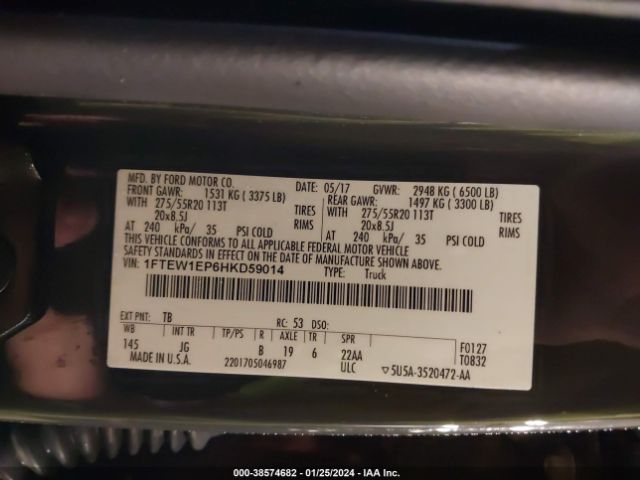 MFD. BY FORD MOTOR CO.
DATE: 05/17 GVWR: 2948 KG ( 6500 LB)
FRONT GAWR: 1531 KG ( 3375 LB) REAR GAWR: 1497 KG ( 3300 LB)
WITH 275/55R20 113T TIRES WITH 275/55R20 113T TIRES
20x8.5J RIMS 20x8.5J RIMS
AT 240 kPa/ 35 PSI COLD AT 240 kPa/ 35 PSI COLD
THIS VEHICLE CONFORMS TO ALL APPLICABLE FEDERAL MOTOR VEHICLE
SAFETY STANDARDS IN EFFECT ON THE DATE OF MANUFACTURE SHOWN ABOVE.
VIN: 1FTEW1EP6HKD59014 TYPE: Truck
EXT PNT: TB RC: 53 DSO:
WB INT TR TP/PS R AXLE TR SPR F0127
145 JG B 19 6 22AA T0832
MADE IN U.S.A. 2201705046987 ULC ▽5U5A-3520472-AA
000-38574682 - 01/25/2024 - IAA Inc.